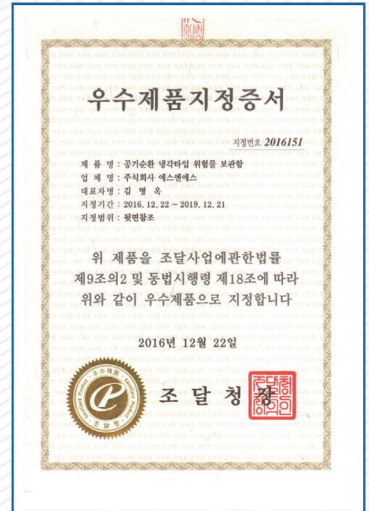 우수제품지정증서
지정번호 2016151
제 품 명 : 공기순환 냉각타입 위험물 보관함
업 체 명 : 주식회사 에스엔에스
대표자명 : 김 명 옥
지정기간 : 2016. 12. 22 ~ 2019. 12. 21
지정범위 : 뒷면참조
위 제품을 조달사업에관한법률
제9조의2 및 동법시행령 제18조에 따라
위와 같이 우수제품으로 지정합니다
2016년 12월 22일
조 달 청 장